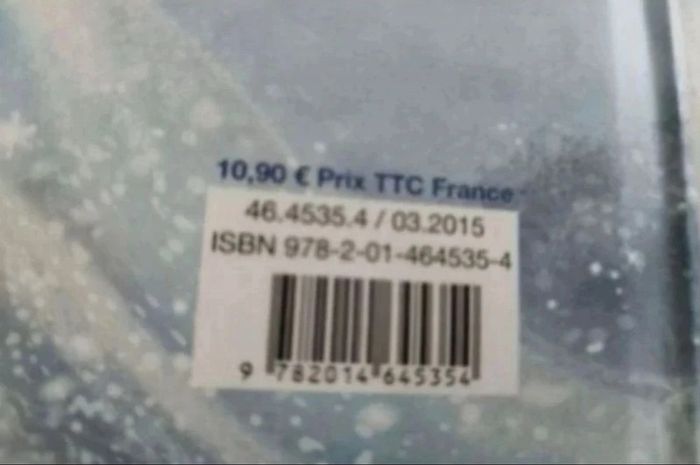 10,90 € Prix TTC France
46.4535.4 / 03.2015
ISBN 978-2-01-464535-4
9 782014 645354